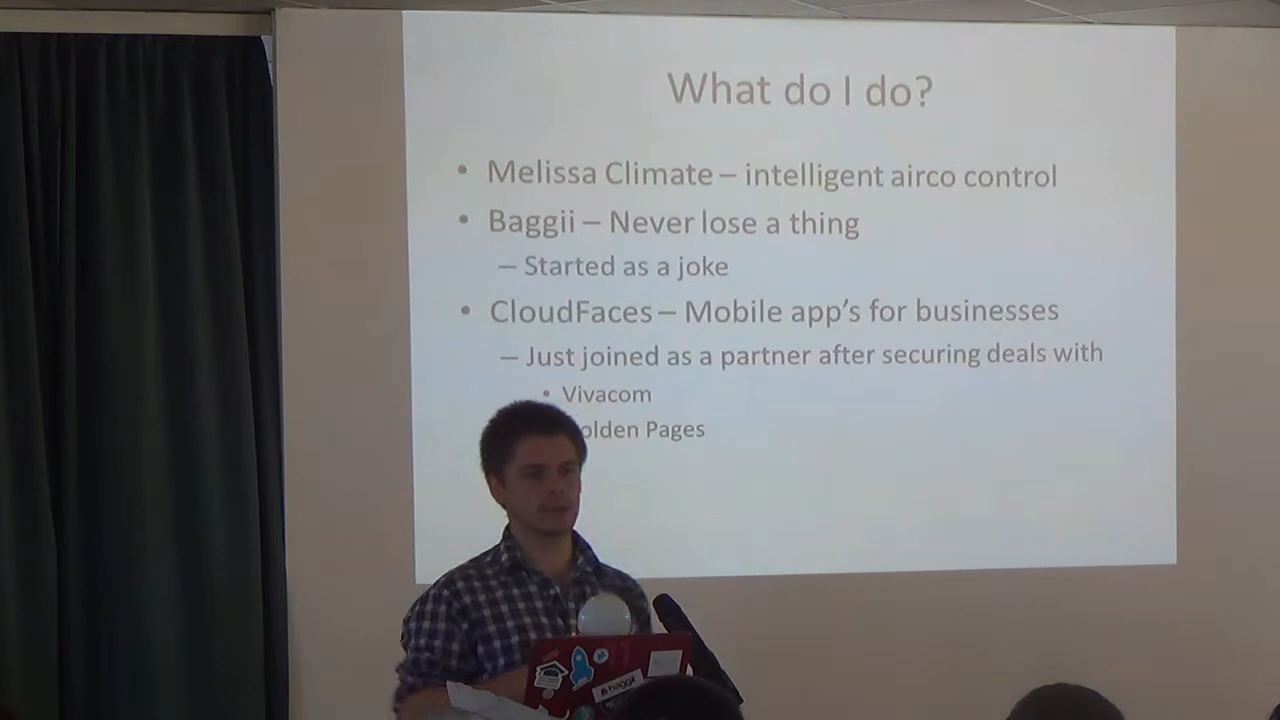 What do I do?
• Melissa Climate – intelligent airco control
• Baggii – Never lose a thing
– Started as a joke
• CloudFaces – Mobile app's for businesses
– Just joined as a partner after securing deals with
• Vivacom
olden Pages
baggii